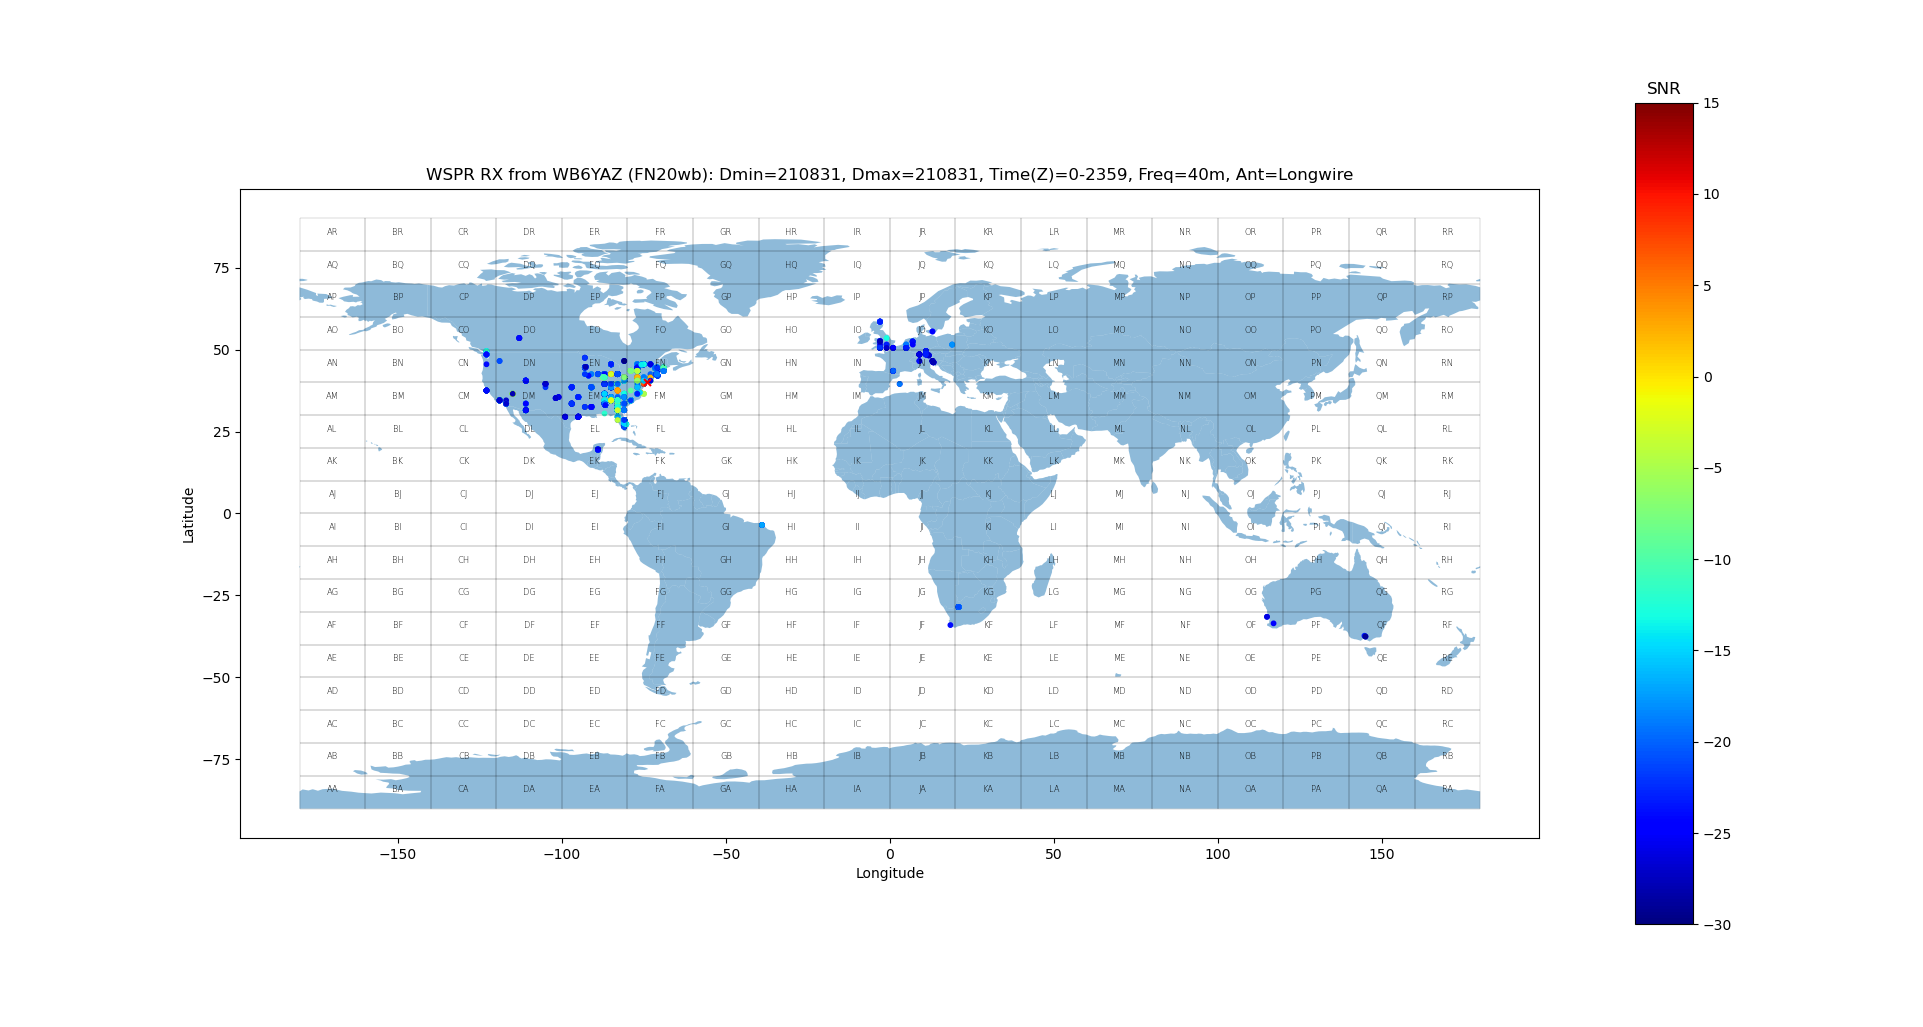 SNR
WSPR RX from WB6YAZ (FN20wb): Dmin=210831, Dmax=210831, Time(Z)=0-2359, Freq=40m, Ant=Longwire
AR BR CR DR ER FR GR HR IR JR KR LR MR NR OR PR QR RR
AQ BQ CQ DQ EQ FQ GQ HQ IQ JQ KQ LQ MQ NQ OQ PQ QQ RQ
AP BP CP DP EP FP GP HP IP JP KP LP MP NP OP PP QP RP
AO BO CO DO EO FO GO HO IO JO KO LO MO NO OO PO QO RO
AN BN CN DN EN FN GN HN IN JN KN LN MN NN ON PN QN RN
AM BM CM DM EM FM GM HM IM JM KM LM MM NM OM PM QM RM
AL BL CL DL EL FL GL HL IL JL KL LL ML NL OL PL QL RL
AK BK CK DK EK FK GK HK IK JK KK LK MK NK OK PK QK RK
AJ BJ CJ DJ EJ FJ GJ HJ IJ JJ KJ LJ MJ NJ OJ PJ QJ RJ
AI BI CI DI EI FI GI HI II JI KI LI MI NI OI PI QI RI
AH BH CH DH EH FH GH HH IH JH KH LH MH NH OH PH QH RH
AG BG CG DG EG FG GG HG IG JG KG LG MG NG OG PG QG RG
AF BF CF DF EF FF GF HF IF JF KF LF MF NF OF PF QF RF
AE BE CE DE EE FE GE HE IE JE KE LE ME NE OE PE QE RE
AD BD CD DD ED FD GD HD ID JD KD LD MD ND OD PD QD RD
AC BC CC DC EC FC GC HC IC JC KC LC MC NC OC PC QC RC
AB BB CB DB EB FB GB HB IB JB KB LB MB NB OB PB QB RB
AA BA CA DA EA FA GA HA IA JA KA LA MA NA OA PA QA RA
75
50
25
0
−25
−50
−75
Latitude
−150 −100 −50 0 50 100 150
Longitude
15
10
5
0
−5
−10
−15
−20
−25
−30